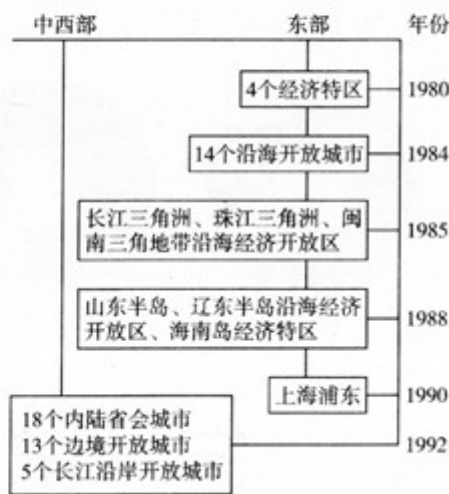 中西部 东部 年份
4个经济特区 1980
14个沿海开放城市 1984
长江三角洲、珠江三角洲、闽
南三角地带沿海经济开放区 1985
山东半岛、辽东半岛沿海经济
开放区、海南岛经济特区 1988
上海浦东 1990
18个内陆省会城市
13个边境开放城市 1992
5个长江沿岸开放城市